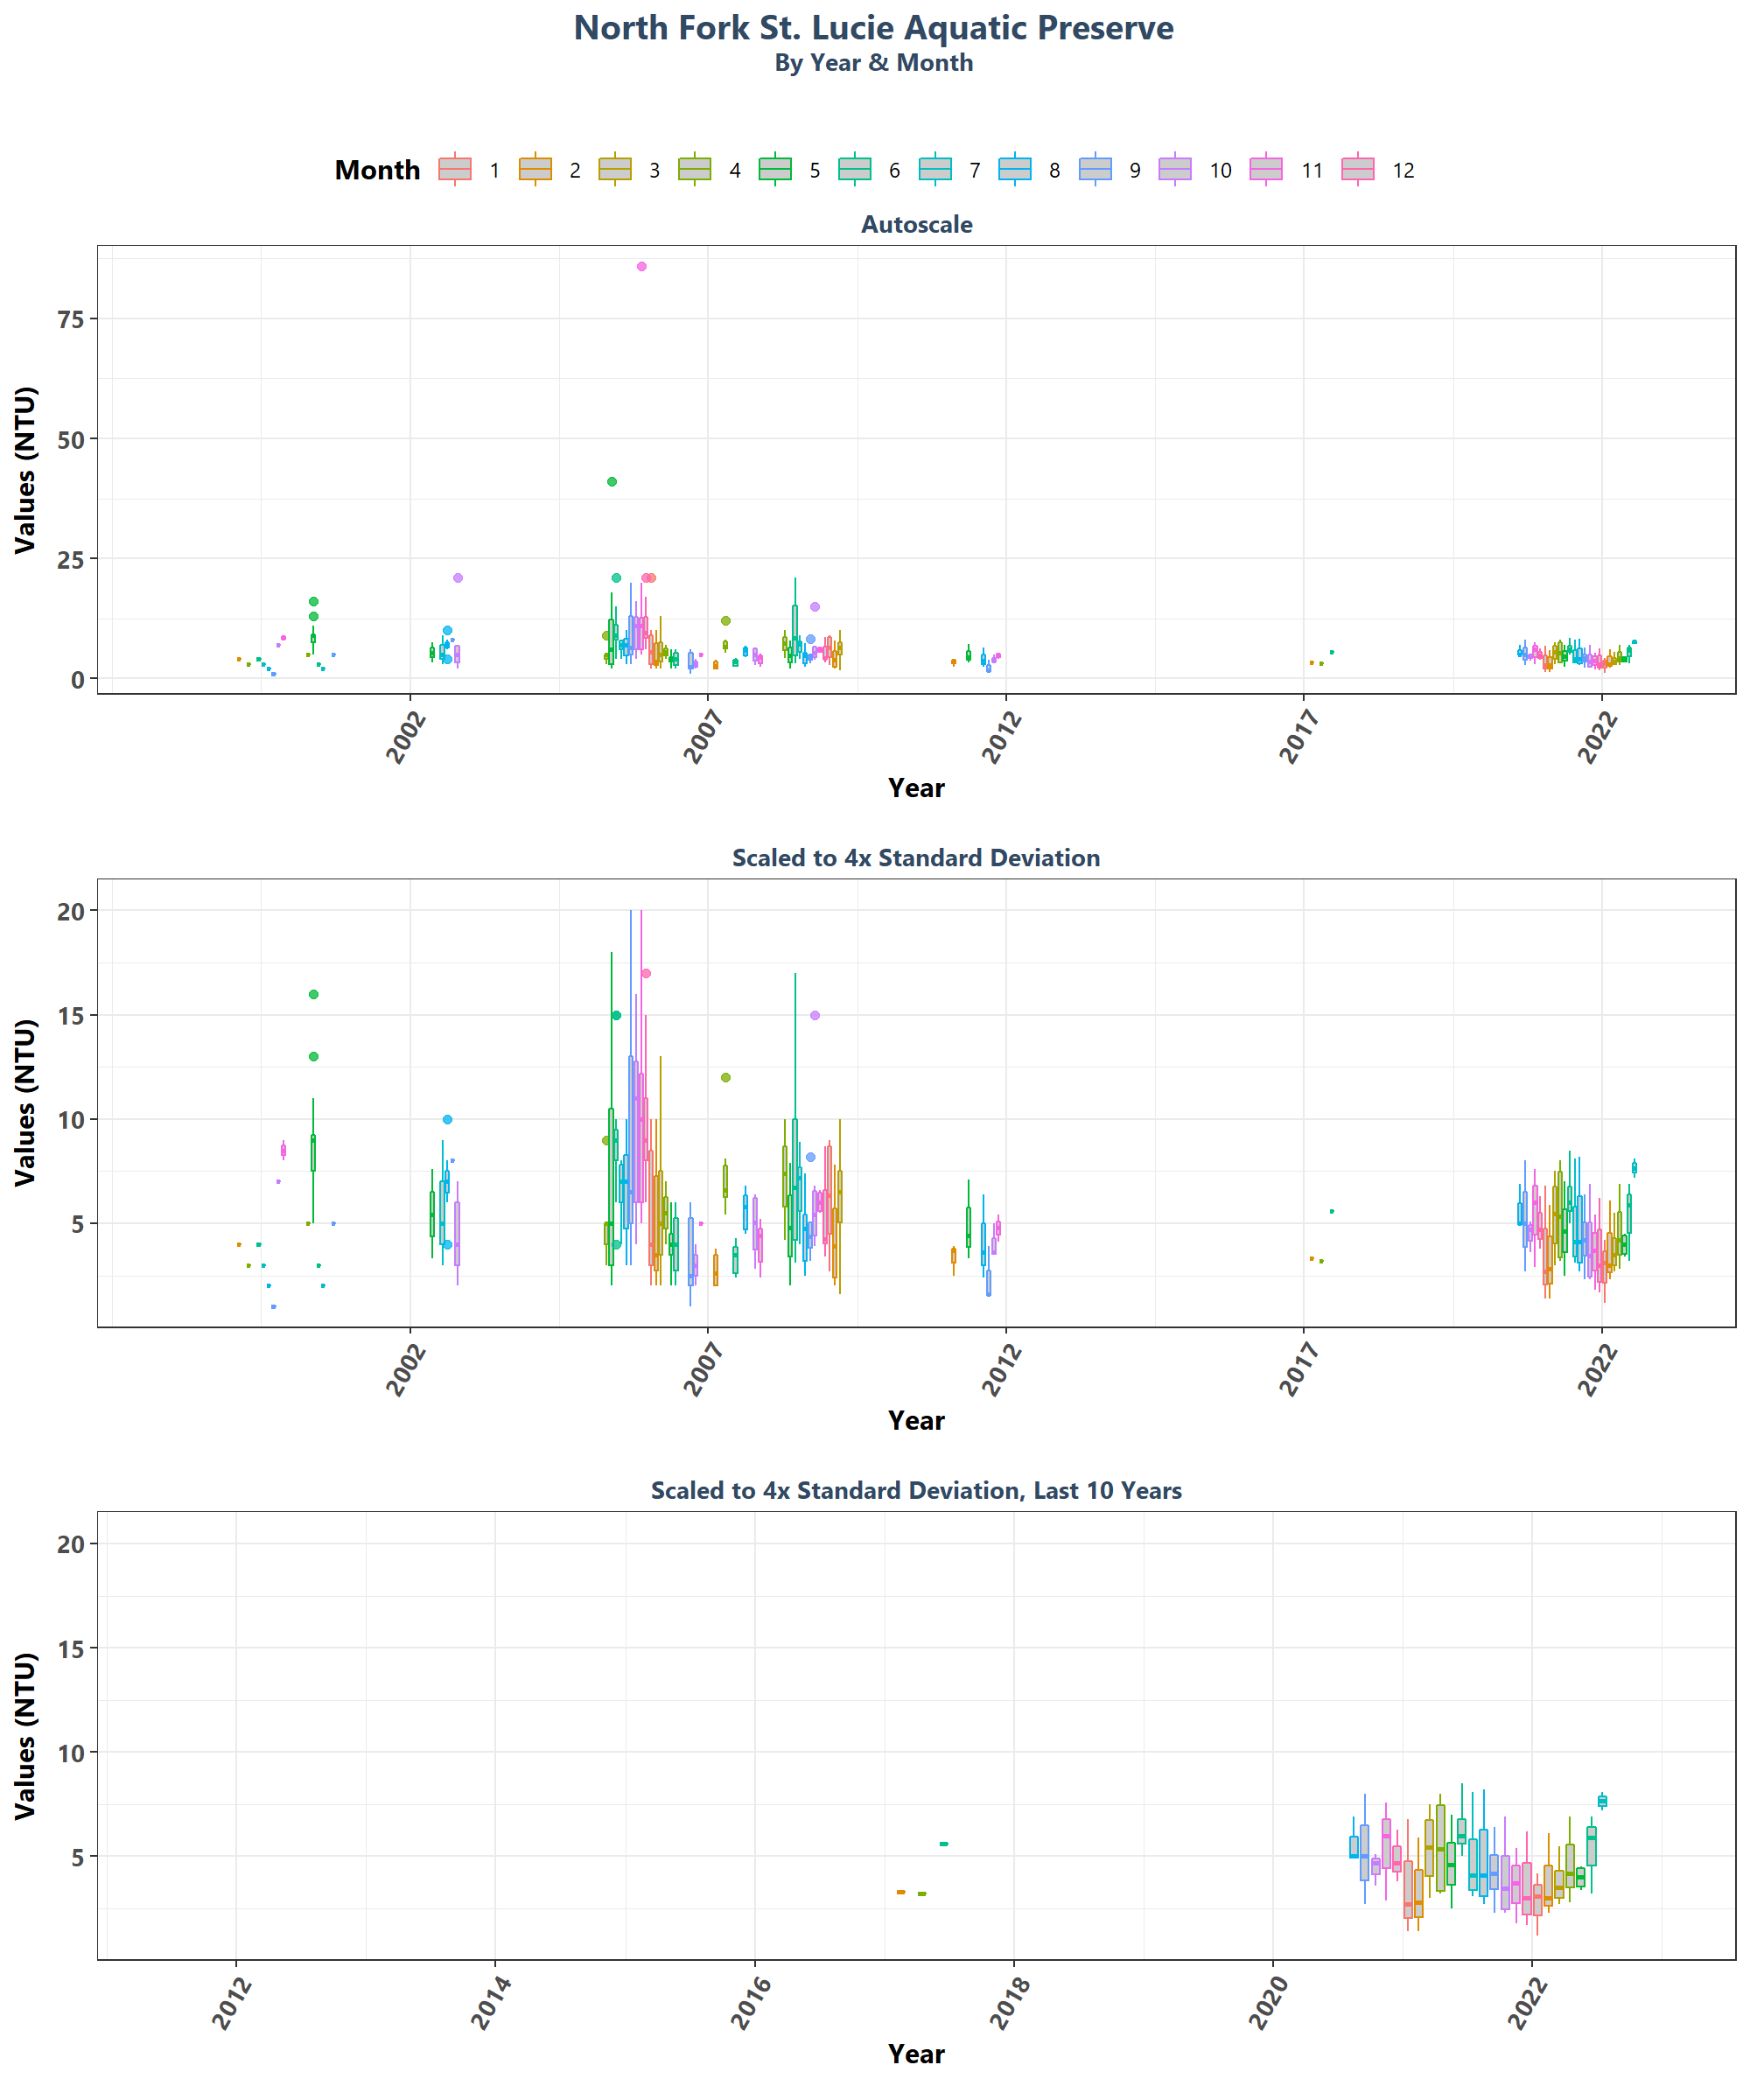 North Fork St. Lucie Aquatic Preserve
By Year & Month
Month 1 2 3 4 5 6 7 8 9 10 11 12
Autoscale
Values (NTU)
75
50
25
0
2002 2007 2012 2017 2022
Year
Scaled to 4x Standard Deviation
Values (NTU)
20
15
10
5
2002 2007 2012 2017 2022
Year
Scaled to 4x Standard Deviation, Last 10 Years
Values (NTU)
20
15
10
5
2012 2014 2016 2018 2020 2022
Year